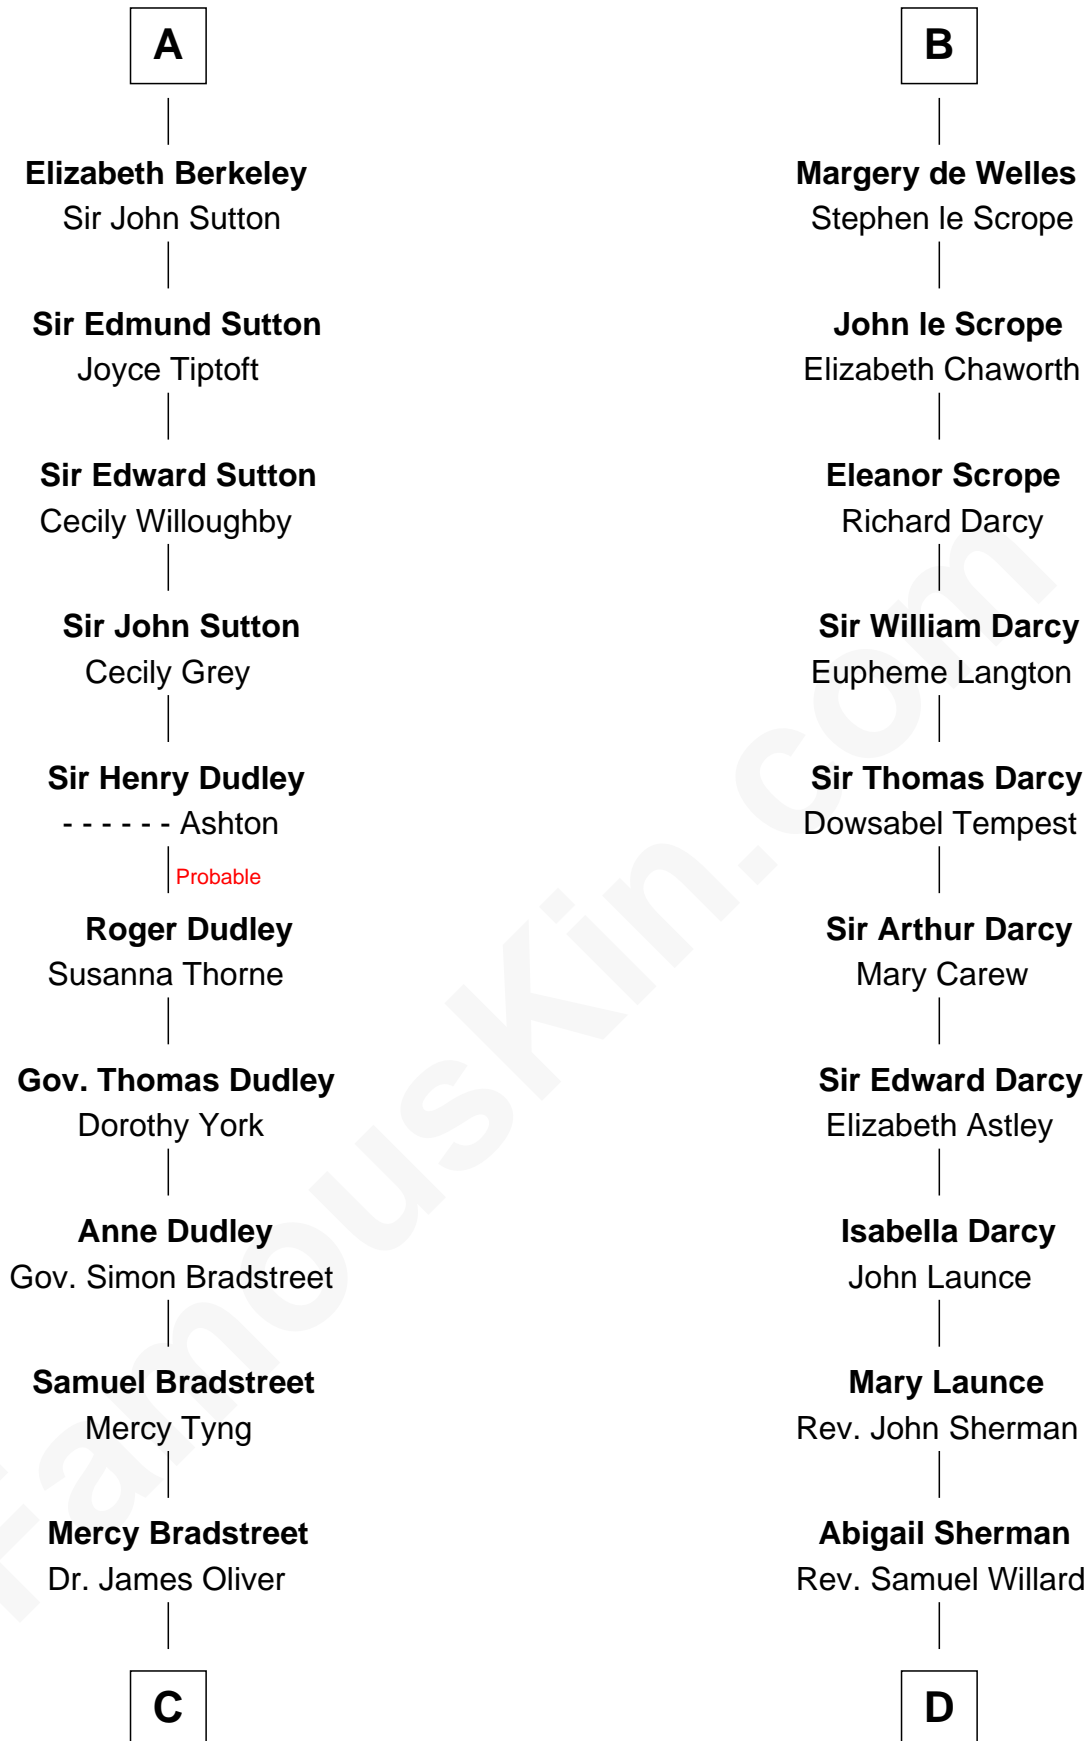 A
Elizabeth Berkeley
Sir John Sutton
Sir Edmund Sutton
Joyce Tiptoft
Sir Edward Sutton
Cecily Willoughby
Sir John Sutton
Cecily Grey
Sir Henry Dudley
- - - - - - Ashton
Probable
Roger Dudley
Susanna Thorne
Gov. Thomas Dudley
Dorothy York
Anne Dudley
Gov. Simon Bradstreet
Samuel Bradstreet
Mercy Tyng
Mercy Bradstreet
Dr. James Oliver
C
B
Margery de Welles
Stephen le Scrope
John le Scrope
Elizabeth Chaworth
Eleanor Scrope
Richard Darcy
Sir William Darcy
Eupheme Langton
Sir Thomas Darcy
Dowsabel Tempest
Sir Arthur Darcy
Mary Carew
Sir Edward Darcy
Elizabeth Astley
Isabella Darcy
John Launce
Mary Launce
Rev. John Sherman
Abigail Sherman
Rev. Samuel Willard
D
FamousKin.com